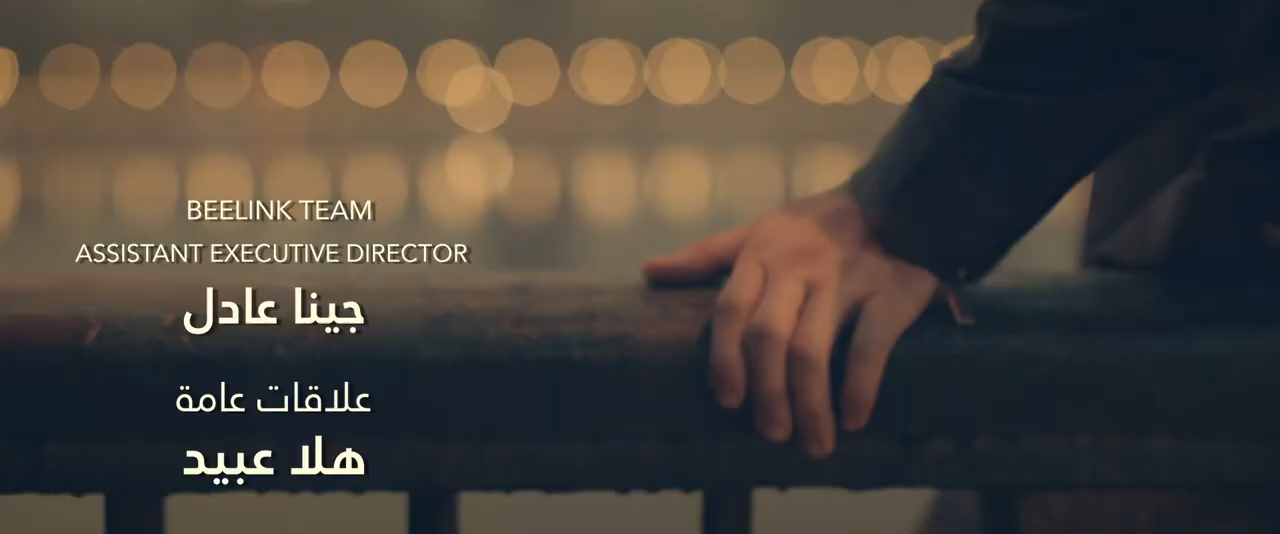 BEELINK TEAM
ASSISTANT EXECUTIVE DIRECTOR
جينا عادل
علاقات عامة
هلا عبيد